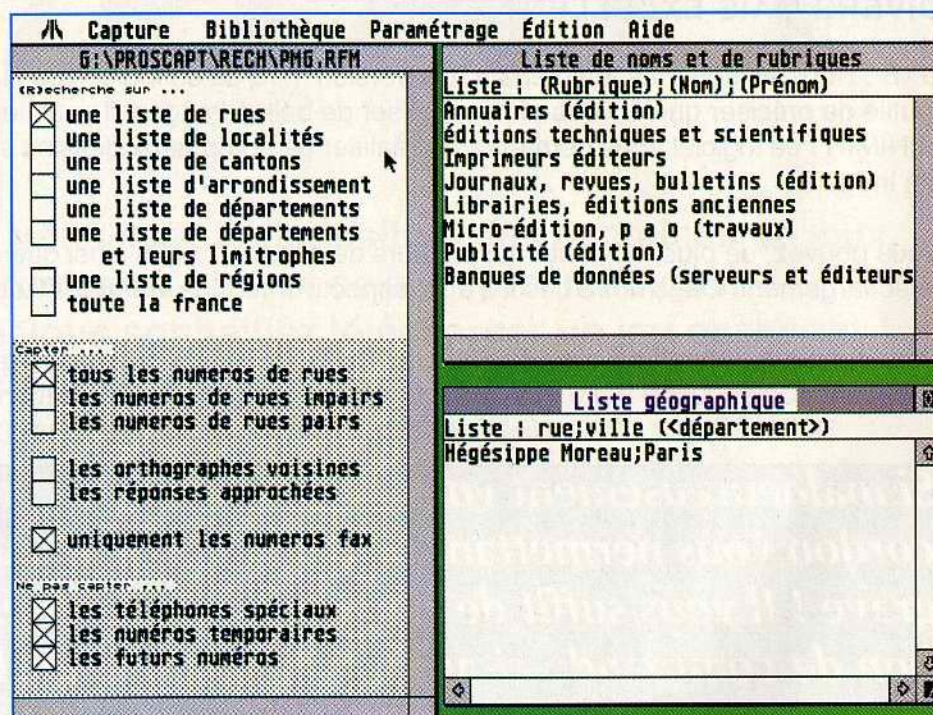 Capture Bibliothèque Paramétrage Édition Aide
G:\PROSCAPT\RECH\PMG.RFM
(R)echerche sur ...
une liste de rues
une liste de localités
une liste de cantons
une liste d'arrondissement
une liste de départements
une liste de départements
et leurs limitrophes
une liste de régions
toute la france
Capter ...
tous les numeros de rues
les numeros de rues impairs
les numeros de rues pairs
les orthographes voisines
les réponses approchées
uniquement les numeros fax
Ne pas capter ...
les téléphones spéciaux
les numéros temporaires
les futurs numéros
Liste de noms et de rubriques
Liste : (Rubrique);(Nom);(Prénom)
Annuaires (édition)
éditions techniques et scientifiques
Imprimeurs éditeurs
Journaux, revues, bulletins (édition)
Librairies, éditions anciennes
Micro-édition, p a o (travaux)
Publicité (édition)
Banques de données (serveurs et éditeurs
Liste géographique
Liste : rue;ville (<département>)
Hégésippe Moreau;Paris